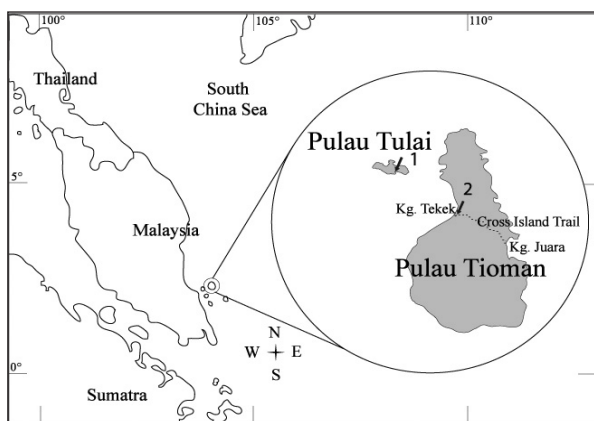 100°
105°
110°
Thailand
South
China Sea
Pulau Tulai
1
5°
2
Kg. Tekek
Cross Island Trail
Malaysia
Kg. Juara
Pulau Tioman
N
W E
S
0°
Sumatra